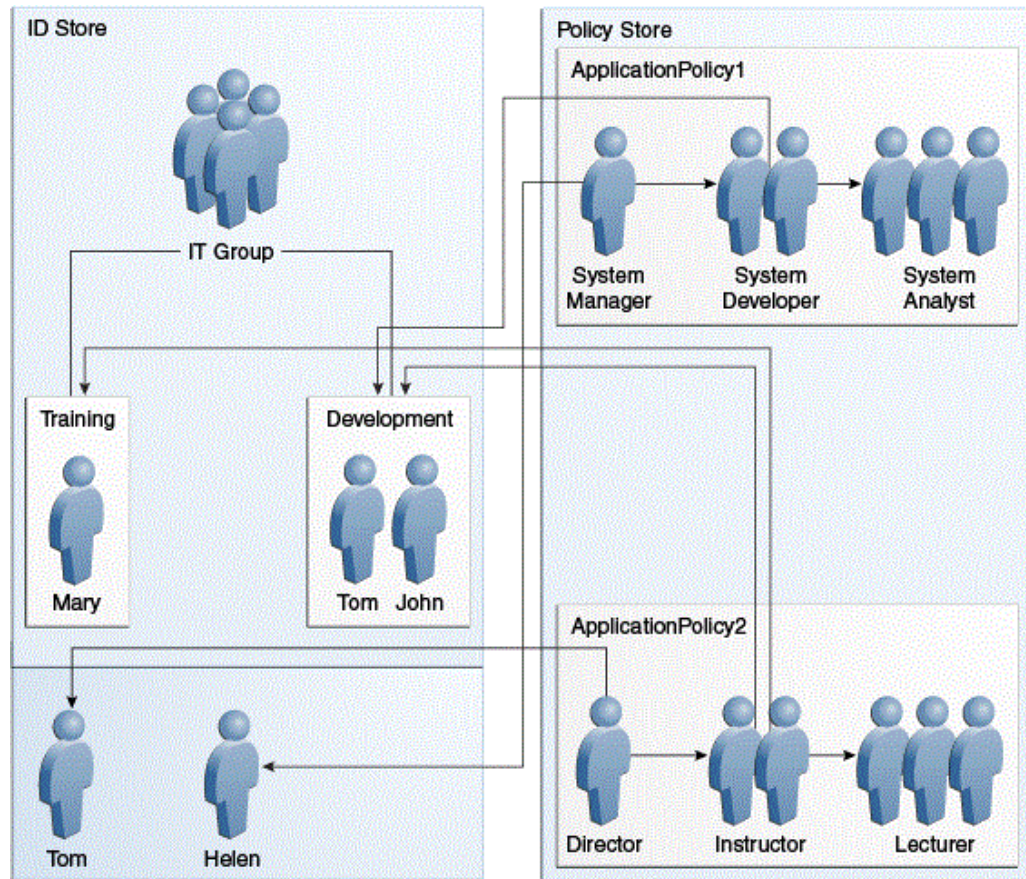 ID Store
IT Group
Training
Mary
Development
Tom John
Tom
Helen
Policy Store
ApplicationPolicy1
System
Manager
System
Developer
System
Analyst
ApplicationPolicy2
Director
Instructor
Lecturer